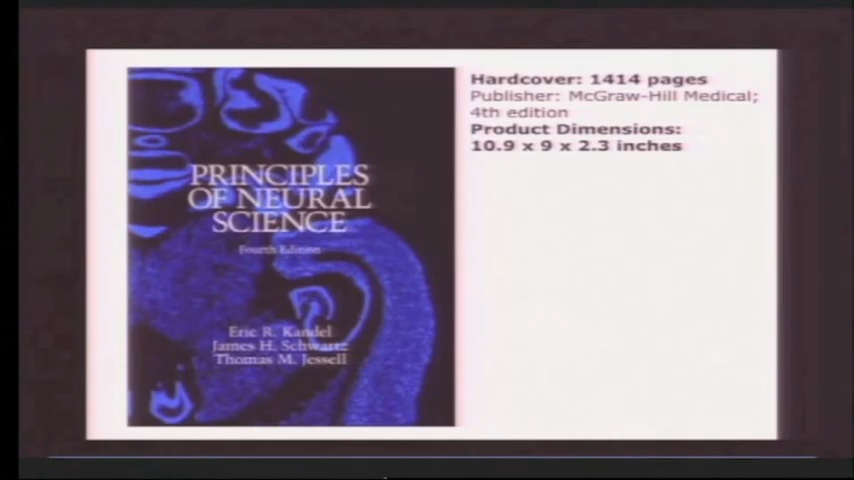 PRINCIPLES
OF NEURAL
SCIENCE
Fourth Edition
Eric R. Kandel
James H. Schwartz
Thomas M. Jessell
Hardcover: 1414 pages
Publisher: McGraw-Hill Medical;
4th edition
Product Dimensions:
10.9 x 9 x 2.3 inches